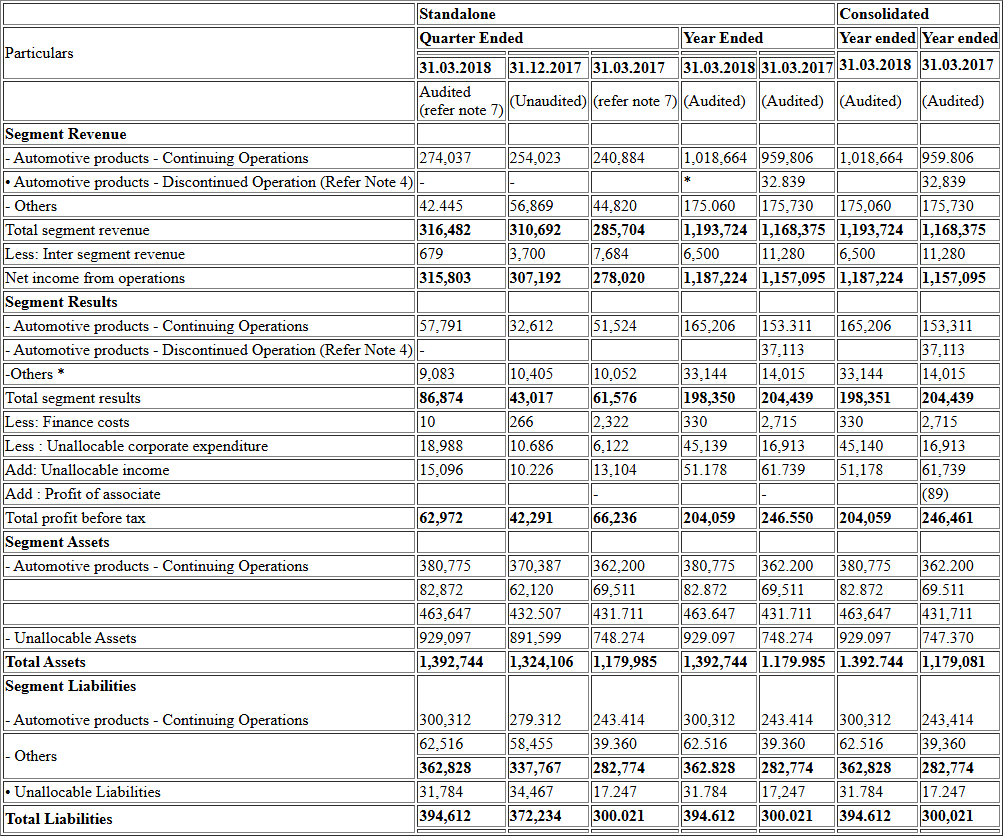 Standalone Consolidated
Particulars Quarter Ended Year Ended Year ended Year ended
31.03.2018 31.12.2017 31.03.2017 31.03.2018 31.03.2017 31.03.2018 31.03.2017
Audited (refer note 7) (Unaudited) (refer note 7) (Audited) (Audited) (Audited) (Audited)
Segment Revenue
- Automotive products - Continuing Operations 274,037 254,023 240,884 1,018,664 959,806 1,018,664 959.806
• Automotive products - Discontinued Operation (Refer Note 4) - - * 32.839 32,839
- Others 42.445 56,869 44,820 175.060 175,730 175,060 175,730
Total segment revenue 316,482 310,692 285,704 1,193,724 1,168,375 1,193,724 1,168,375
Less: Inter segment revenue 679 3,700 7,684 6,500 11,280 6,500 11,280
Net income from operations 315,803 307,192 278,020 1,187,224 1,157,095 1,187,224 1,157,095
Segment Results
- Automotive products - Continuing Operations 57,791 32,612 51,524 165,206 153.311 165,206 153,311
- Automotive products - Discontinued Operation (Refer Note 4) - 37,113 37,113
-Others * 9,083 10,405 10,052 33,144 14,015 33,144 14,015
Total segment results 86,874 43,017 61,576 198,350 204,439 198,351 204,439
Less: Finance costs 10 266 2,322 330 2,715 330 2,715
Less : Unallocable corporate expenditure 18,988 10.686 6,122 45,139 16,913 45,140 16,913
Add: Unallocable income 15,096 10.226 13,104 51.178 61.739 51,178 61,739
Add : Profit of associate - - (89)
Total profit before tax 62,972 42,291 66,236 204,059 246.550 204,059 246,461
Segment Assets
- Automotive products - Continuing Operations 380,775 370,387 362,200 380,775 362.200 380,775 362.200
82,872 62,120 69,511 82.872 69,511 82.872 69.511
463,647 432.507 431.711 463.647 431.711 463,647 431,711
- Unallocable Assets 929,097 891,599 748.274 929.097 748.274 929.097 747.370
Total Assets 1,392,744 1,324,106 1,179,985 1,392,744 1.179.985 1.392.744 1,179,081
Segment Liabilities
- Automotive products - Continuing Operations 300,312 279.312 243.414 300,312 243.414 300,312 243,414
- Others 62,516 58,455 39.360 62.516 39.360 62.516 39,360
362,828 337,767 282,774 362.828 282,774 362,828 282,774
• Unallocable Liabilities 31,784 34,467 17.247 31.784 17,247 31.784 17.247
Total Liabilities 394,612 372,234 300.021 394.612 300,021 394.612 300,021